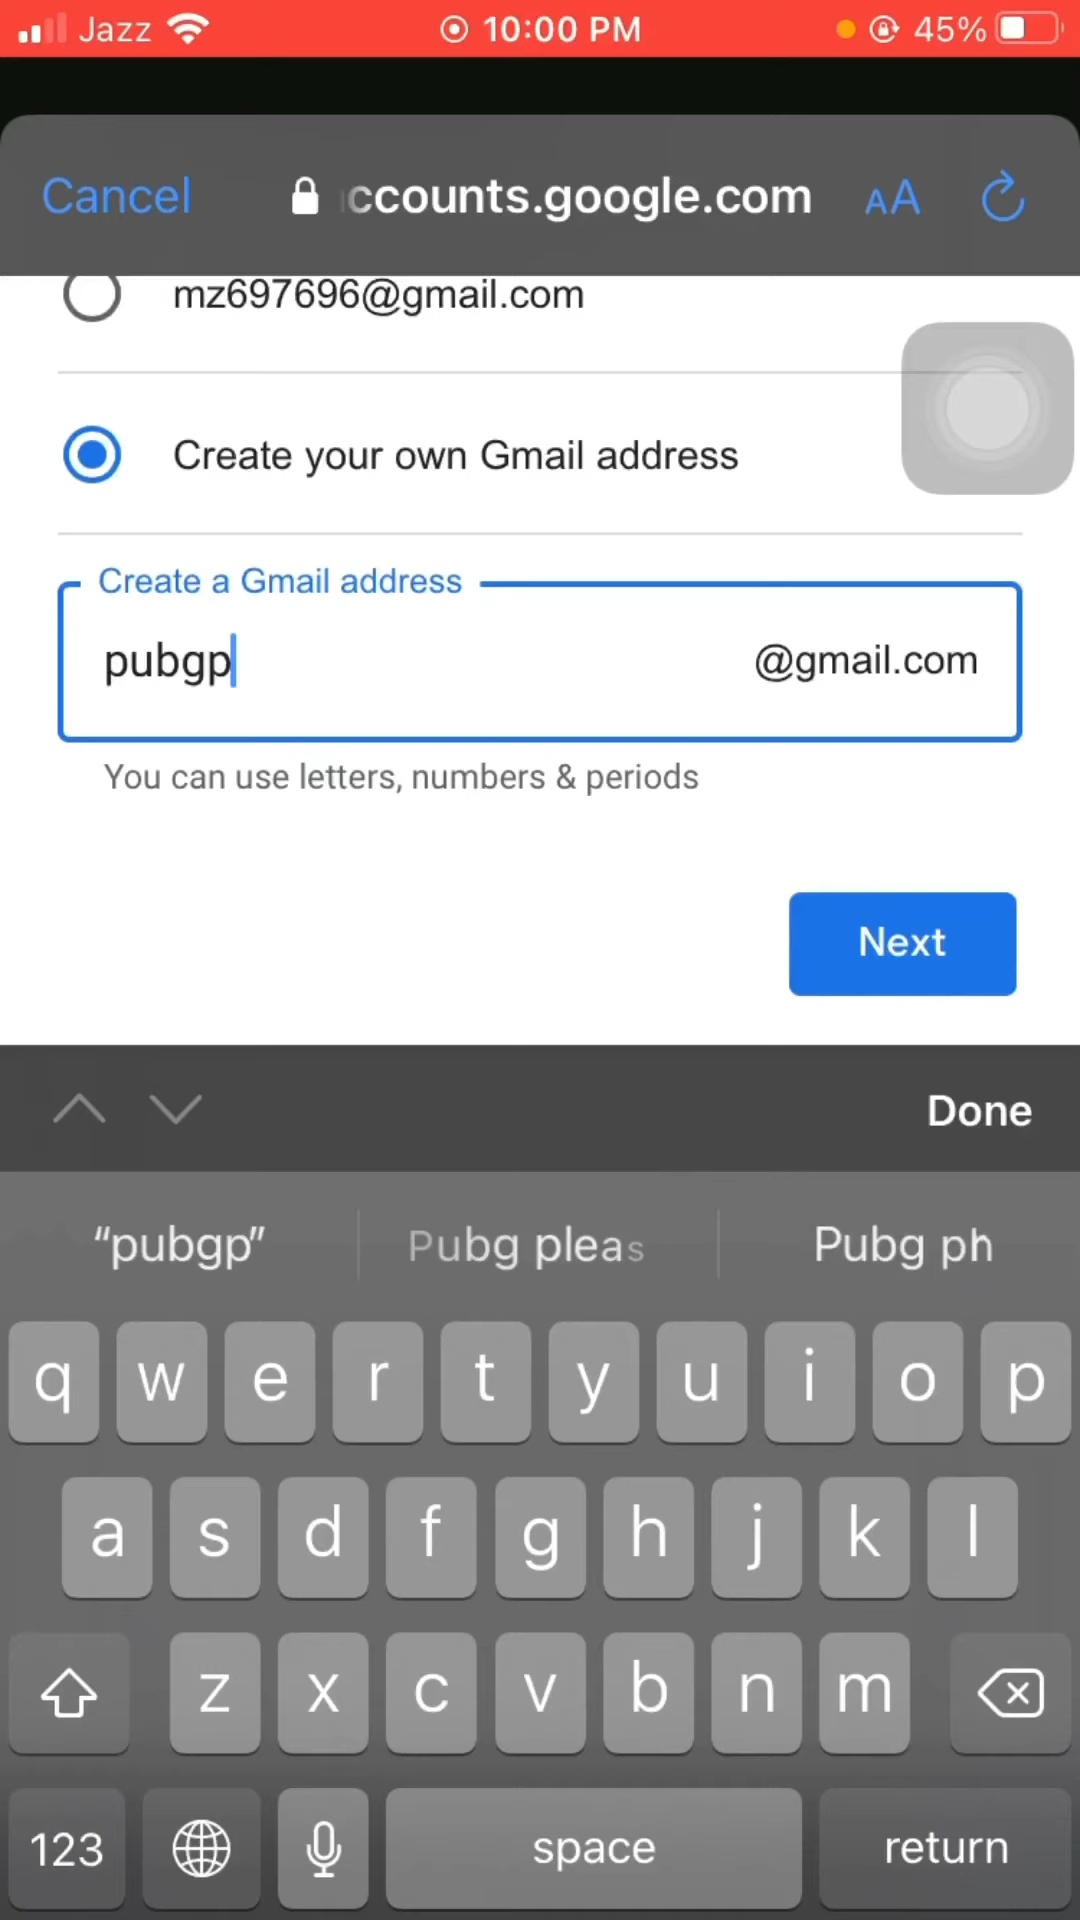 Jazz 10:00 PM 45%
Cancel ccounts.google.com AA
mz697696@gmail.com
Create your own Gmail address
Create a Gmail address
pubgp @gmail.com
You can use letters, numbers & periods
Next
Done
“pubgp” Pubg pleas Pubg ph
q w e r t y u i o p
a s d f g h j k l
z x c v b n m
123 space return